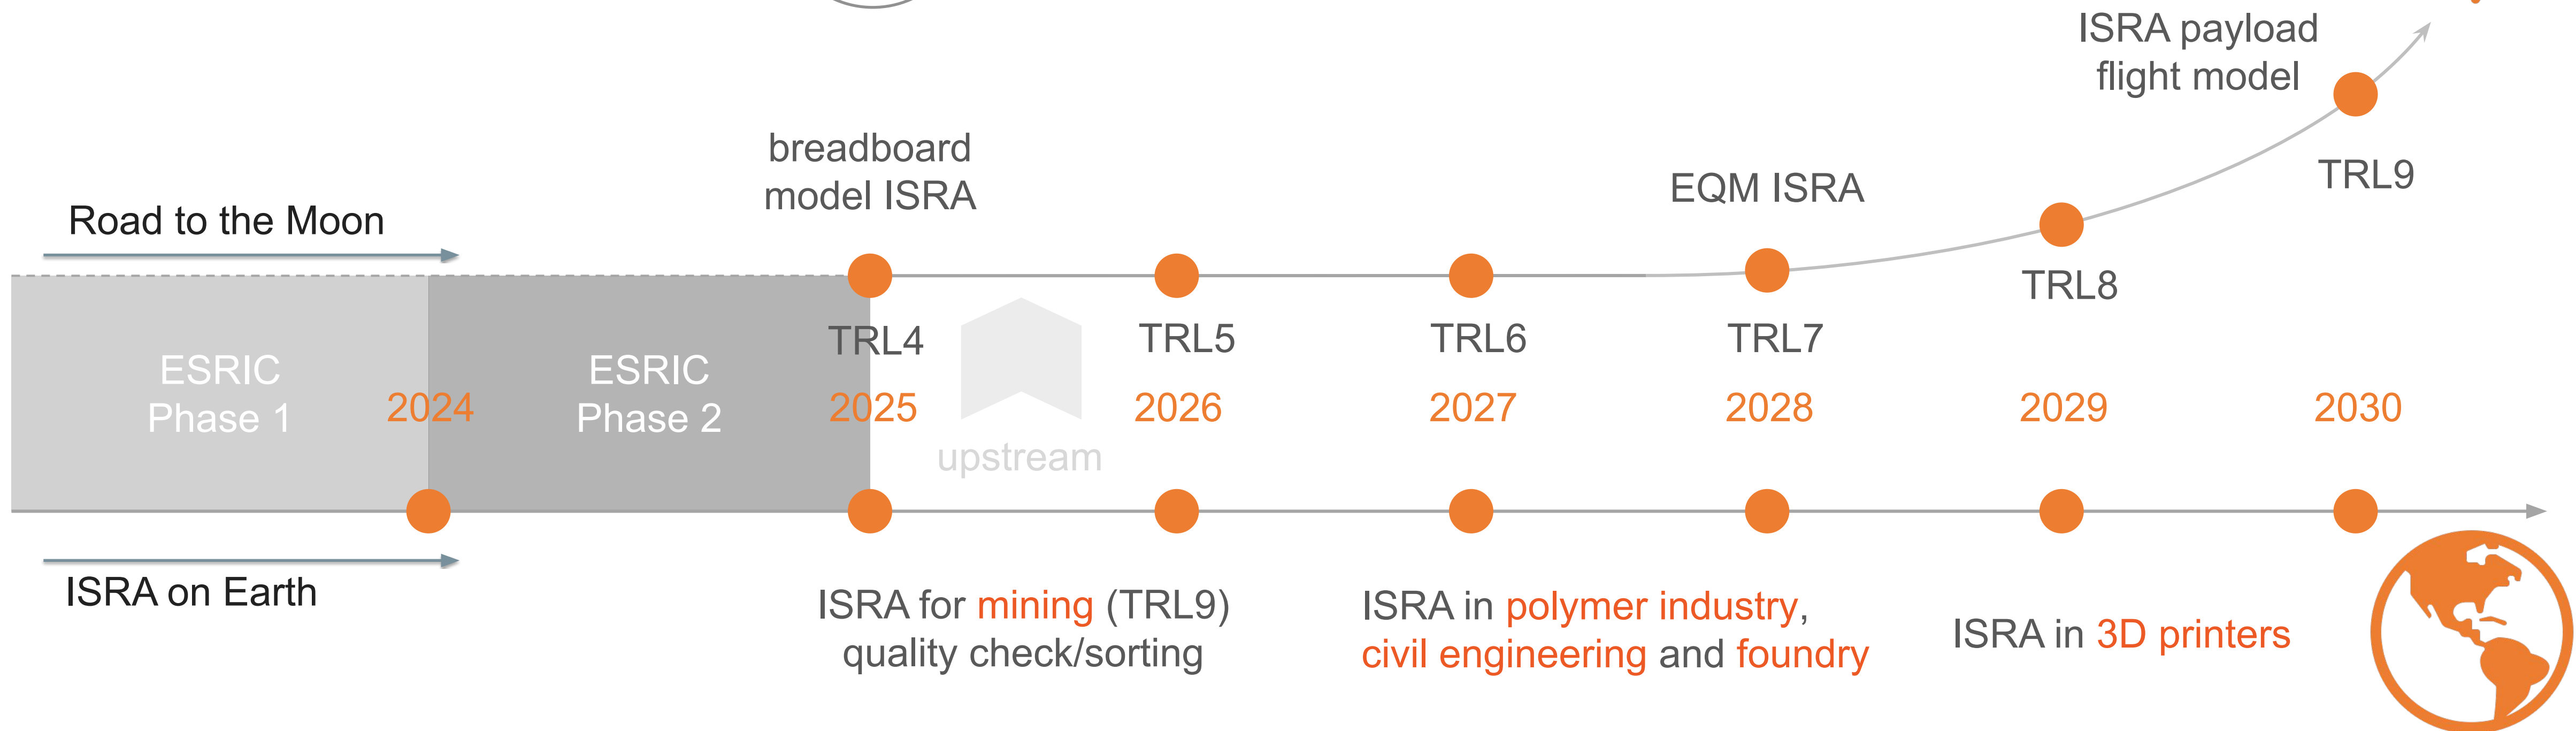 ISRA payload
flight model
breadboard
model ISRA
EQM ISRA
TRL9
Road to the Moon
TRL8
TRL4
TRL5
TRL6
TRL7
ESRIC
Phase 1
ESRIC
Phase 2
2024
2025
2026
2027
2028
2029
2030
upstream
ISRA on Earth
ISRA for mining (TRL9)
quality check/sorting
ISRA in polymer industry,
civil engineering and foundry
ISRA in 3D printers